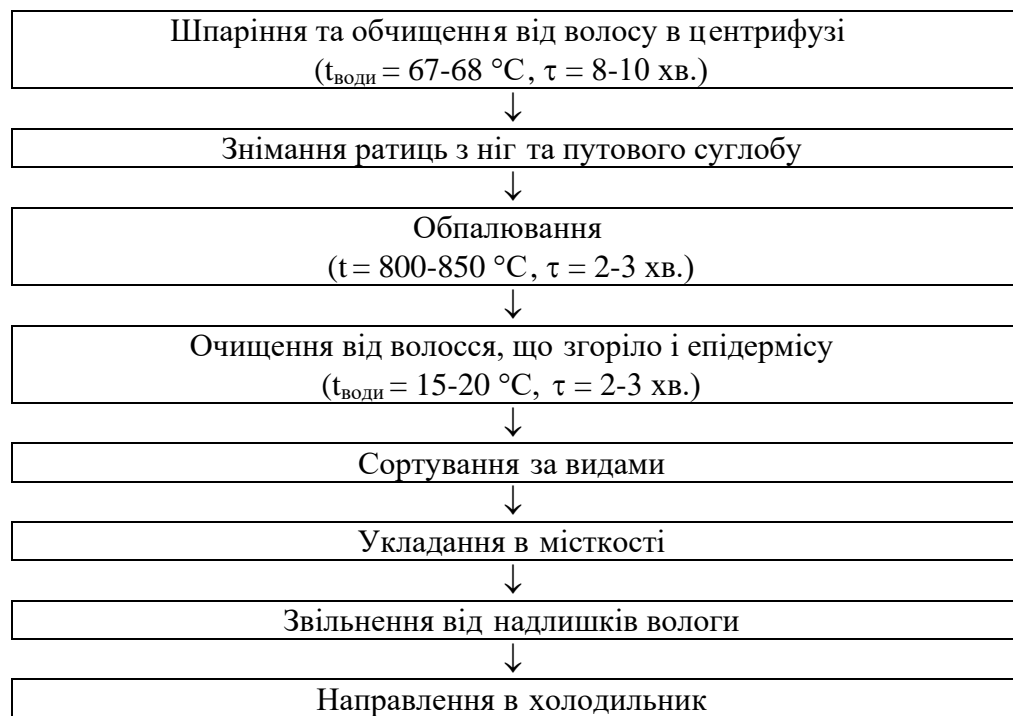 Шпаріння та обчищення від волосу в центрифузі
(tводи = 67-68 °С, τ = 8-10 хв.)
↓
Знімання ратиць з ніг та путового суглобу
↓
Обпалювання
(t = 800-850 °С, τ = 2-3 хв.)
↓
Очищення від волосся, що згоріло і епідермісу
(tводи = 15-20 °С, τ = 2-3 хв.)
↓
Сортування за видами
↓
Укладання в місткості
↓
Звільнення від надлишків вологи
↓
Направлення в холодильник